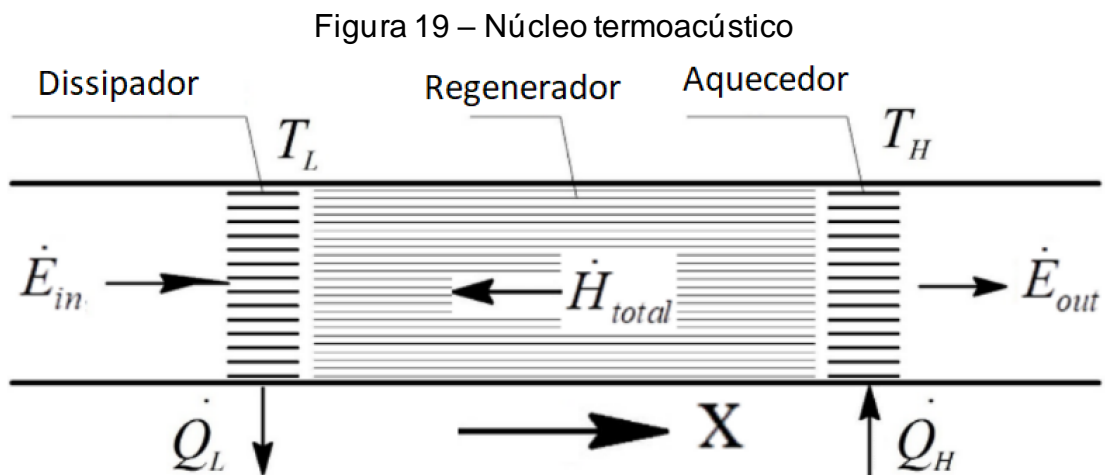 Figura 19 – Núcleo termoacústico
Dissipador
Regenerador
Aquecedor
T_L
T_H
Ė_in
Ḣ_total
Ė_out
Q̇_L
X
Q̇_H